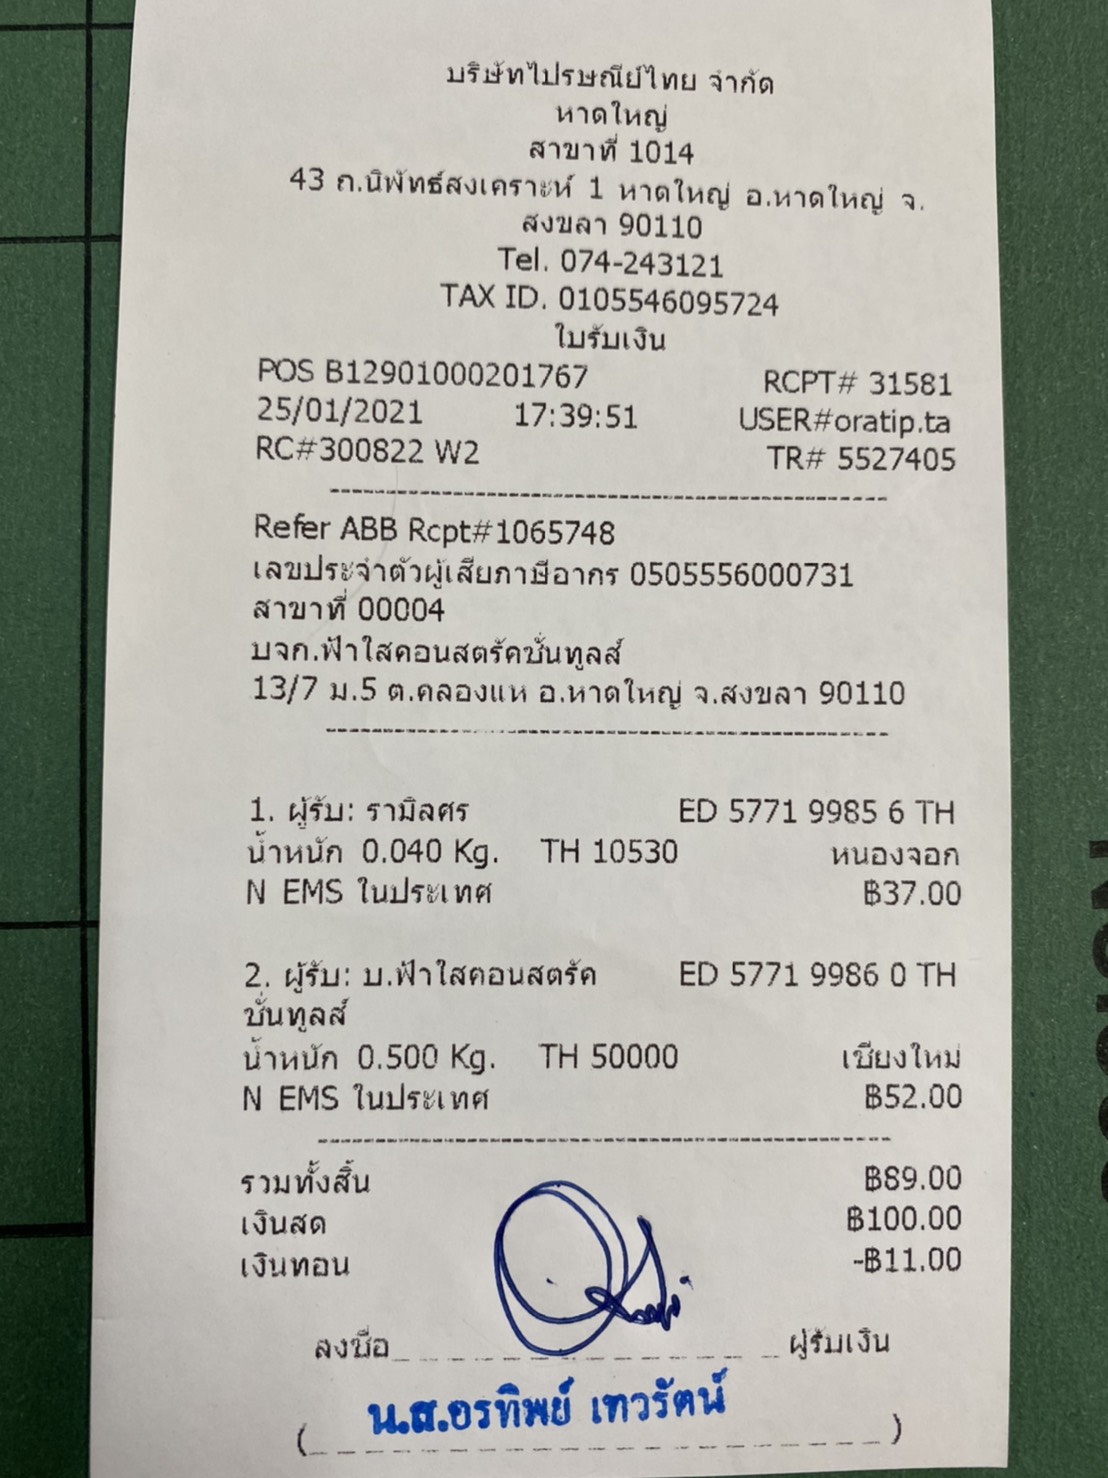 บริษัทไปรษณีย์ไทย จำกัด
หาดใหญ่
สาขาที่ 1014
43 ถ.นิพัทธ์สงเคราะห์ 1 หาดใหญ่ อ.หาดใหญ่ จ.
สงขลา 90110
Tel. 074-243121
TAX ID. 0105546095724
ใบรับเงิน
POS B12901000201767 RCPT# 31581
25/01/2021 17:39:51 USER#oratip.ta
RC#300822 W2 TR# 5527405
Refer ABB Rcpt#1065748
เลขประจำตัวผู้เสียภาษีอากร 0505556000731
สาขาที่ 00004
บจก.ฟ้าใสคอนสตรัคชั่นทูลส์
13/7 ม.5 ต.คลองแห อ.หาดใหญ่ จ.สงขลา 90110
1. ผู้รับ: รามิลศร ED 5771 9985 6 TH
น้ำหนัก 0.040 Kg. TH 10530 หนองจอก
N EMS ในประเทศ ฿37.00
2. ผู้รับ: บ.ฟ้าใสคอนสตรัค ED 5771 9986 0 TH
ชั่นทูลส์
น้ำหนัก 0.500 Kg. TH 50000 เชียงใหม่
N EMS ในประเทศ ฿52.00
รวมทั้งสิ้น ฿89.00
เงินสด ฿100.00
เงินทอน -฿11.00
ลงชื่อ ผู้รับเงิน
(น.ส.อรทิพย์ เทวรัตน์)